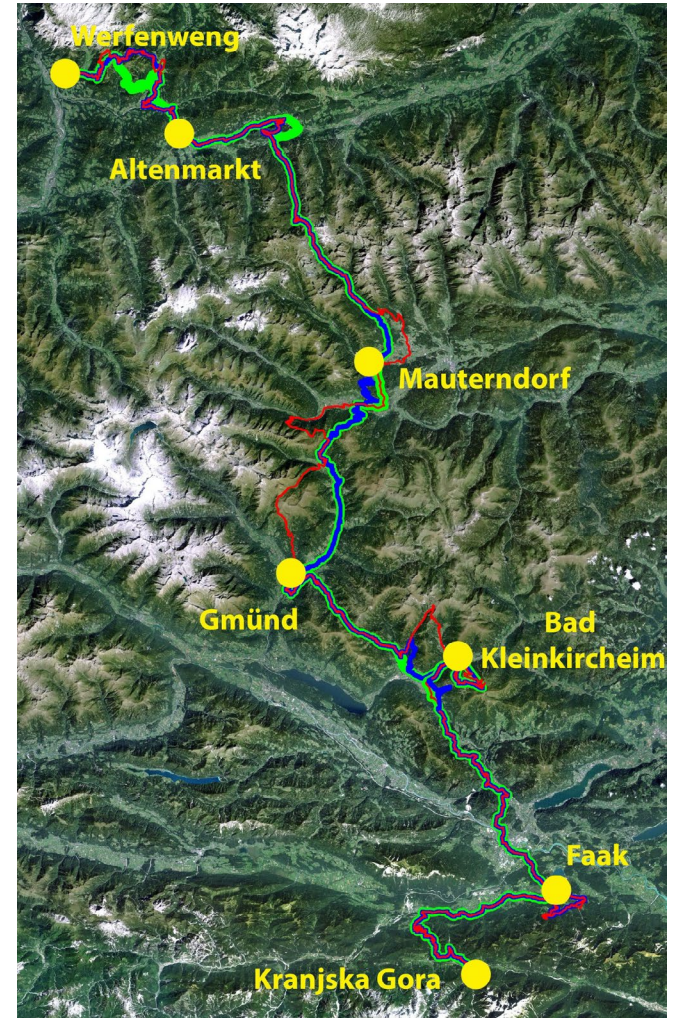 Werfenweng
Altenmarkt
Mauterndorf
Gmünd
Bad
Kleinkircheim
Faak
Kranjska Gora